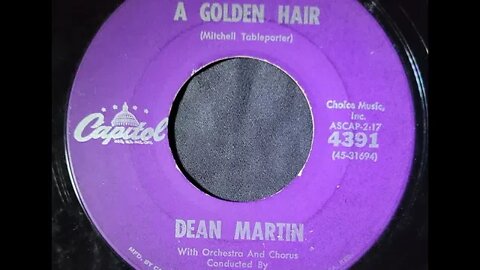 A GOLDEN HAIR
(Mitchell Tableporter)
Capitol
Choice Music,
Inc.
ASCAP-2:17
4391
(45-31694)
DEAN MARTIN
With Orchestra And Chorus
Conducted By